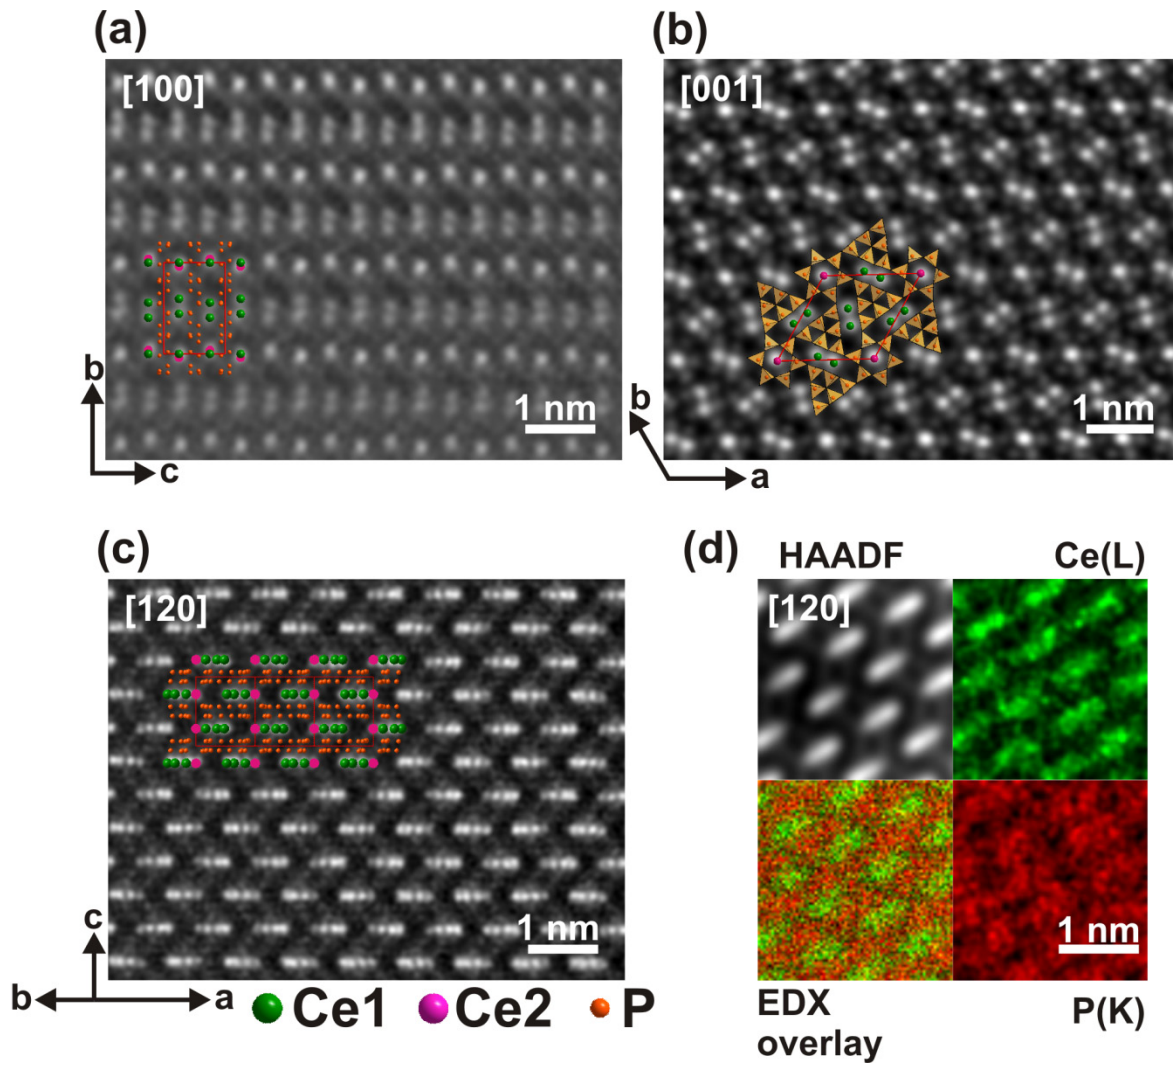 (a)
[100]
b
c
1 nm
(b)
[001]
b
a
1 nm
(c)
[120]
c
b
a
1 nm
Ce1
Ce2
P
(d)
HAADF
Ce(L)
[120]
1 nm
EDX
overlay
P(K)